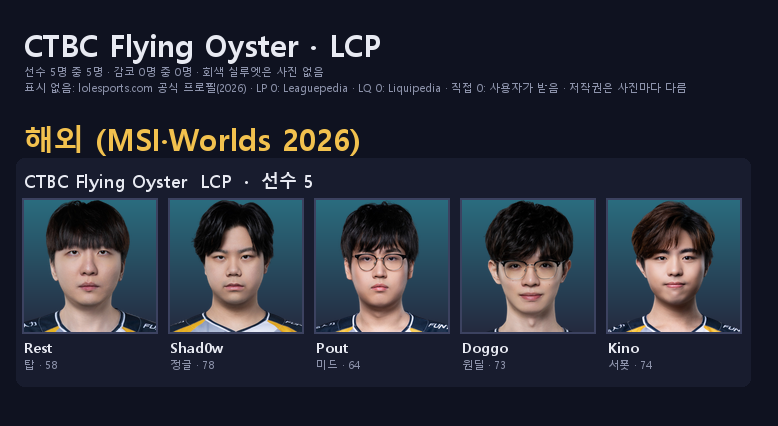 CTBC Flying Oyster · LCP
선수 5명 중 5명 · 감코 0명 중 0명 · 회색 실루엣은 사진 없음
표시 없음: lolesports.com 공식 프로필(2026) · LP 0: Leaguepedia · LQ 0: Liquipedia · 직접 0: 사용자가 받음 · 저작권은 사진마다 다름
해외 (MSI·Worlds 2026)
CTBC Flying Oyster LCP · 선수 5
Rest
탑 · 58
Shad0w
정글 · 78
Pout
미드 · 64
Doggo
원딜 · 73
Kino
서폿 · 74